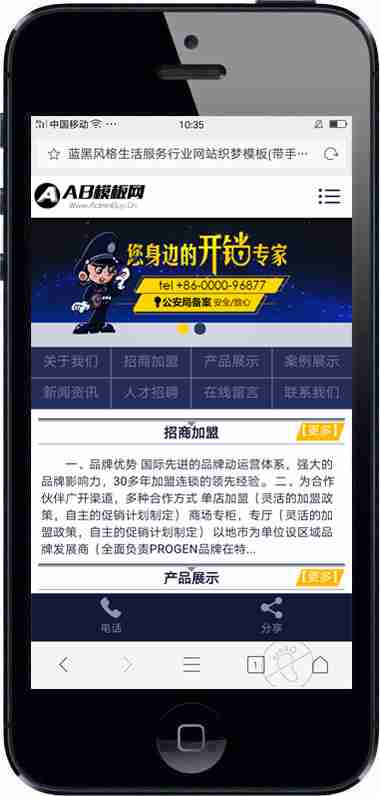 中国移动 ··· 10:35
蓝黑风格生活服务行业网站织梦模板(带手···
AB模板网
Www.AdminBuy.Cn
您身边的开锁专家
tel +86-0000-96877
公安局备案 安全/放心
关于我们 招商加盟 产品展示 案例展示
新闻资讯 人才招聘 在线留言 联系我们
招商加盟 【更多】
一、品牌优势 国际先进的品牌动运营体系，强大的
品牌影响力，30多年加盟连锁的领先经验。二、为合作
伙伴广开渠道，多种合作方式 单店加盟（灵活的加盟政
策，自主的促销计划制定） 商场专柜，专厅（灵活的加
盟政策，自主的促销计划制定） 以地市为单位设区域品
牌发展商（全面负责PROGEN品牌在特...
产品展示 【更多】
电话 分享
1